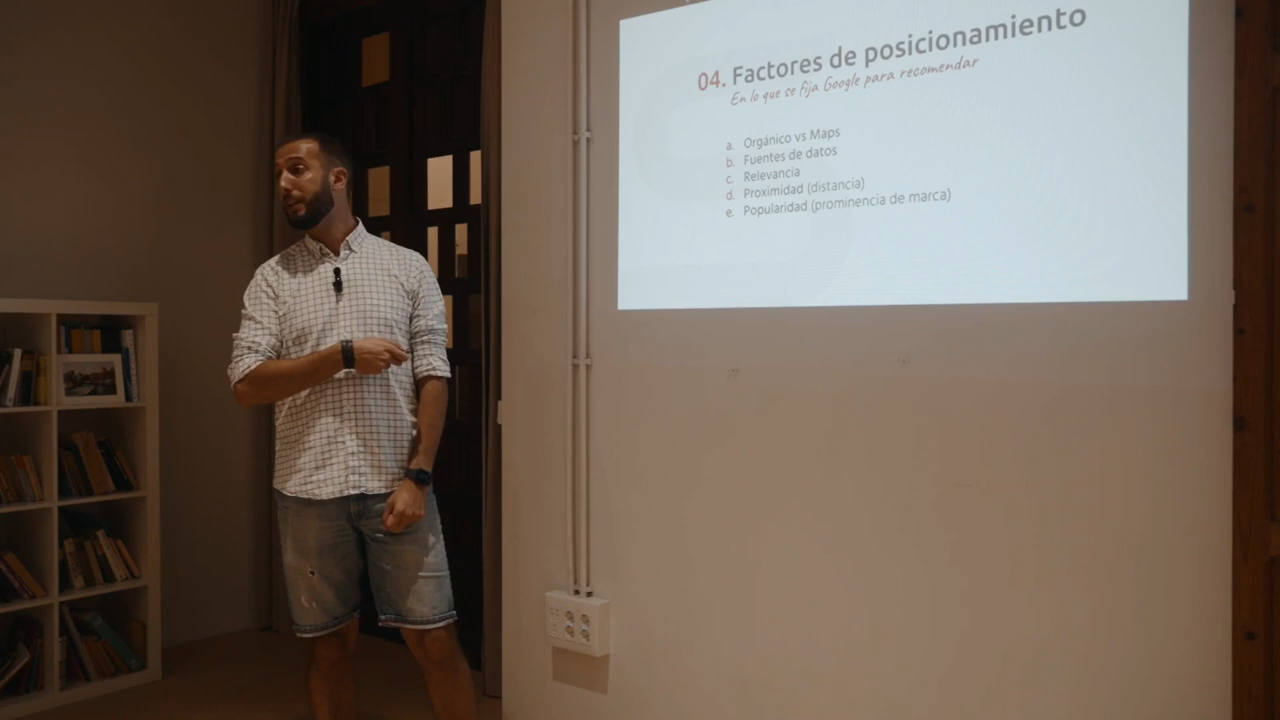 04. Factores de posicionamiento
En lo que se fija Google para recomendar
a. Orgánico vs Maps
b. Fuentes de datos
c. Relevancia
d. Proximidad (distancia)
e. Popularidad (prominencia de marca)